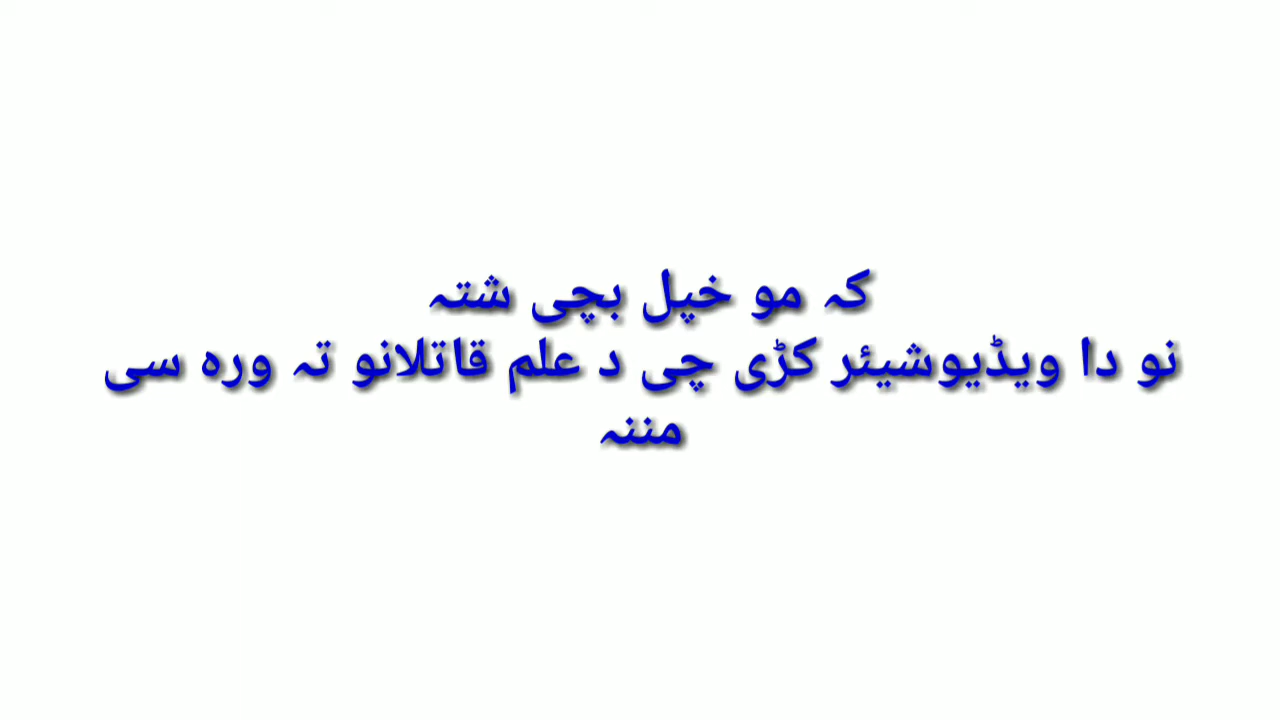 کہ مو خپل بچی شتہ
نو دا ویڈیوشیئر کڑی چی د علم قاتلانو تہ ورہ سی
مننہ